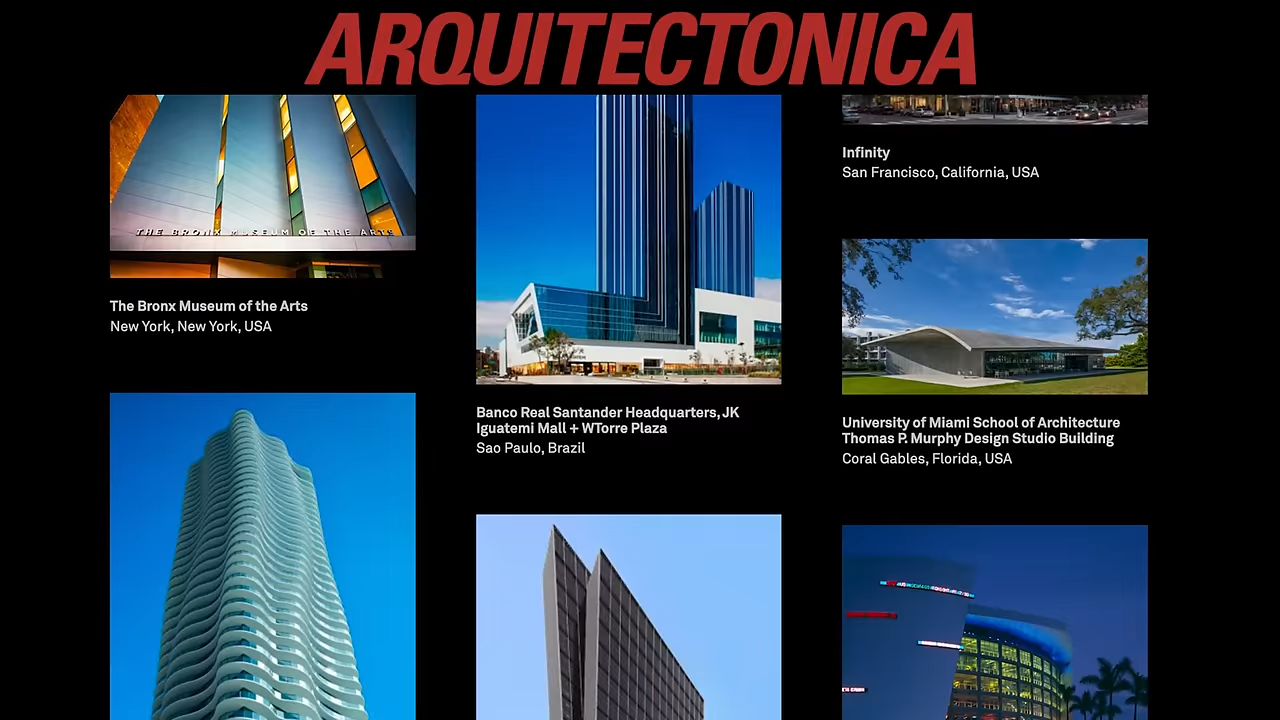 ARQUITECTONICA
THE BRONX MUSEUM OF THE ARTS
The Bronx Museum of the Arts
New York, New York, USA
Banco Real Santander Headquarters, JK
Iguatemi Mall + WTorre Plaza
Sao Paulo, Brazil
Infinity
San Francisco, California, USA
University of Miami School of Architecture
Thomas P. Murphy Design Studio Building
Coral Gables, Florida, USA